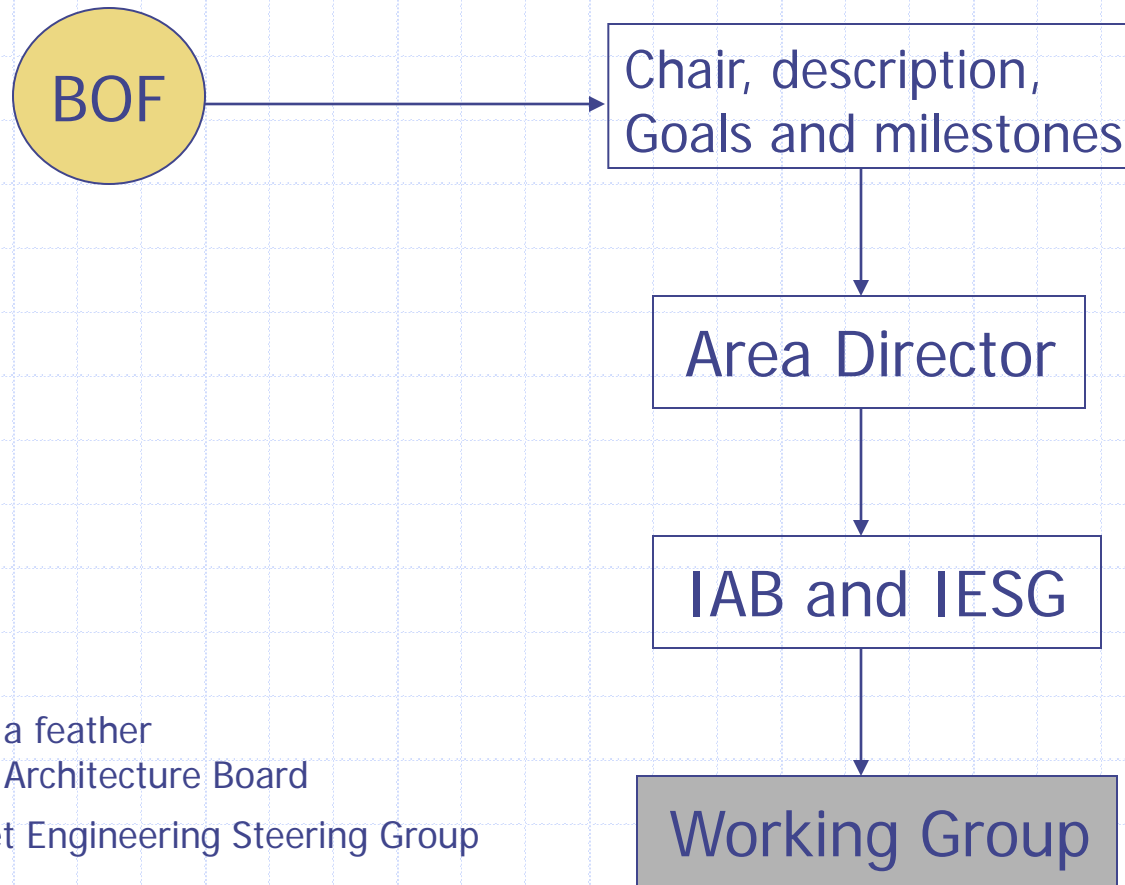 BOF
Chair, description,
Goals and milestones
Area Director
IAB and IESG
a feather
Architecture Board
et Engineering Steering Group
Working Group